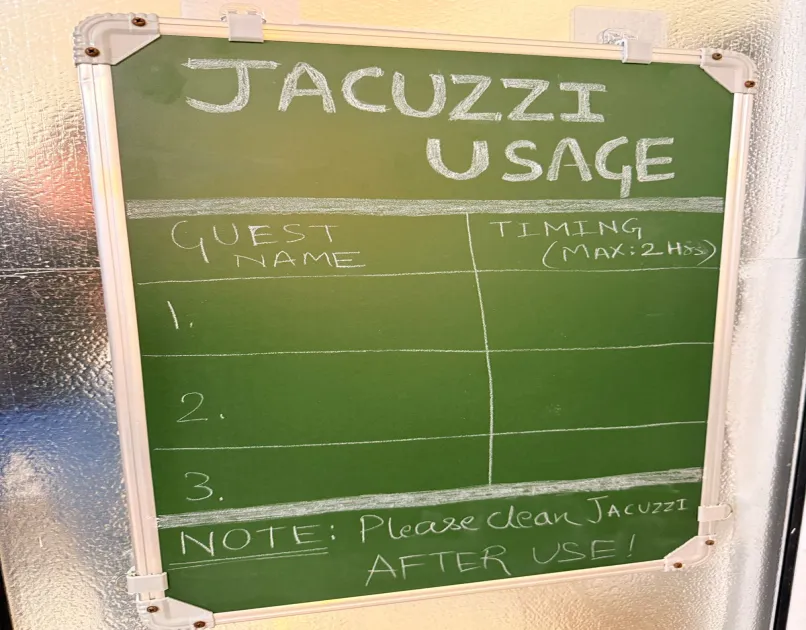 JACUZZI
USAGE
GUEST
NAME
TIMING
(MAX: 2 HRS)
1.
2.
3.
NOTE: Please clean JACUZZI
AFTER USE!